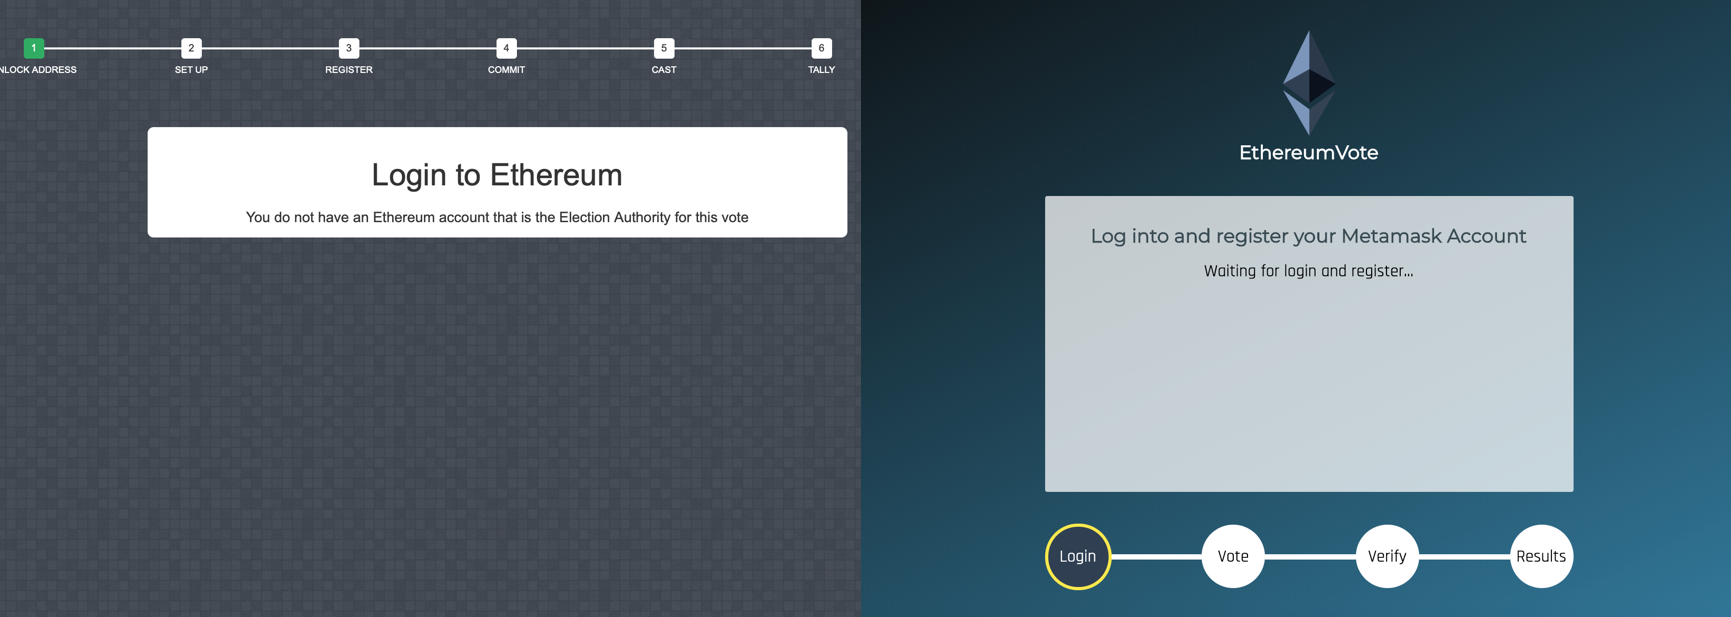 1 2 3 4 5 6
NLOCK ADDRESS SET UP REGISTER COMMIT CAST TALLY
Login to Ethereum
You do not have an Ethereum account that is the Election Authority for this vote
EthereumVote
Log into and register your Metamask Account
Waiting for login and register...
Login Vote Verify Results